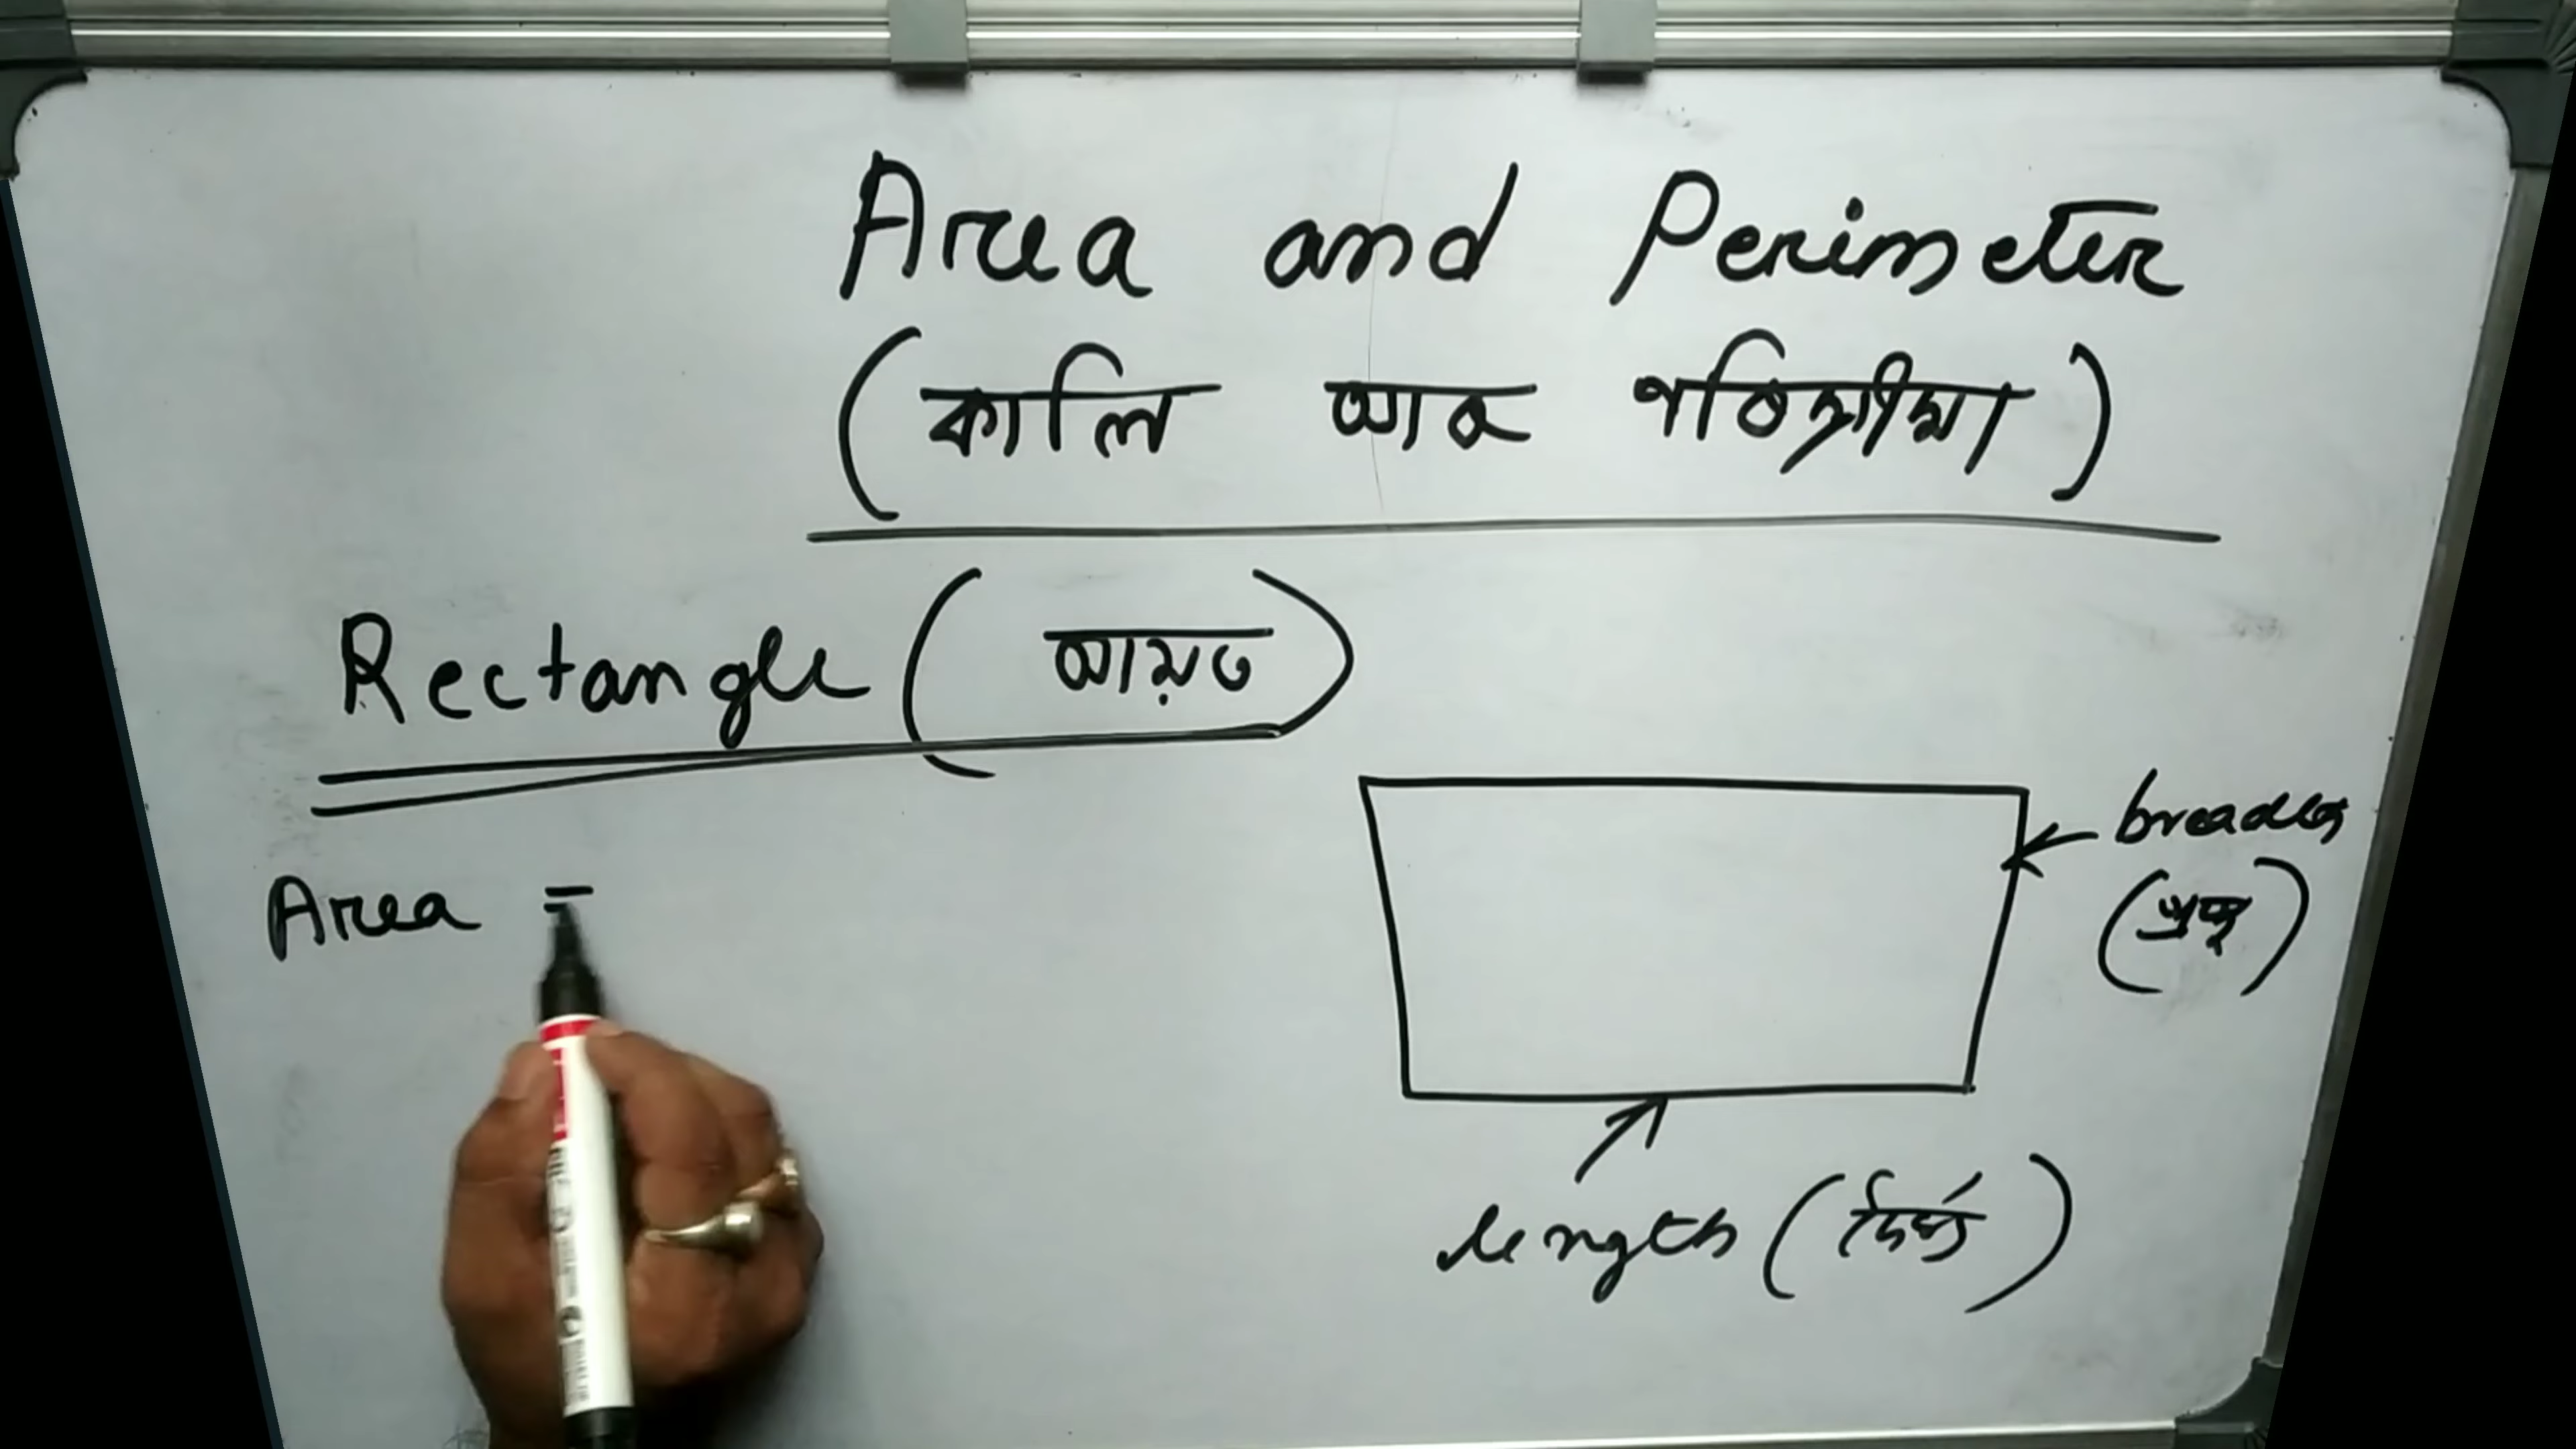 Area and Perimeter
(কালি আৰু পৰিসীমা)
Rectangle (আয়ত)
Area =
breadth
(প্ৰস্থ)
length (দৈৰ্ঘ্য)